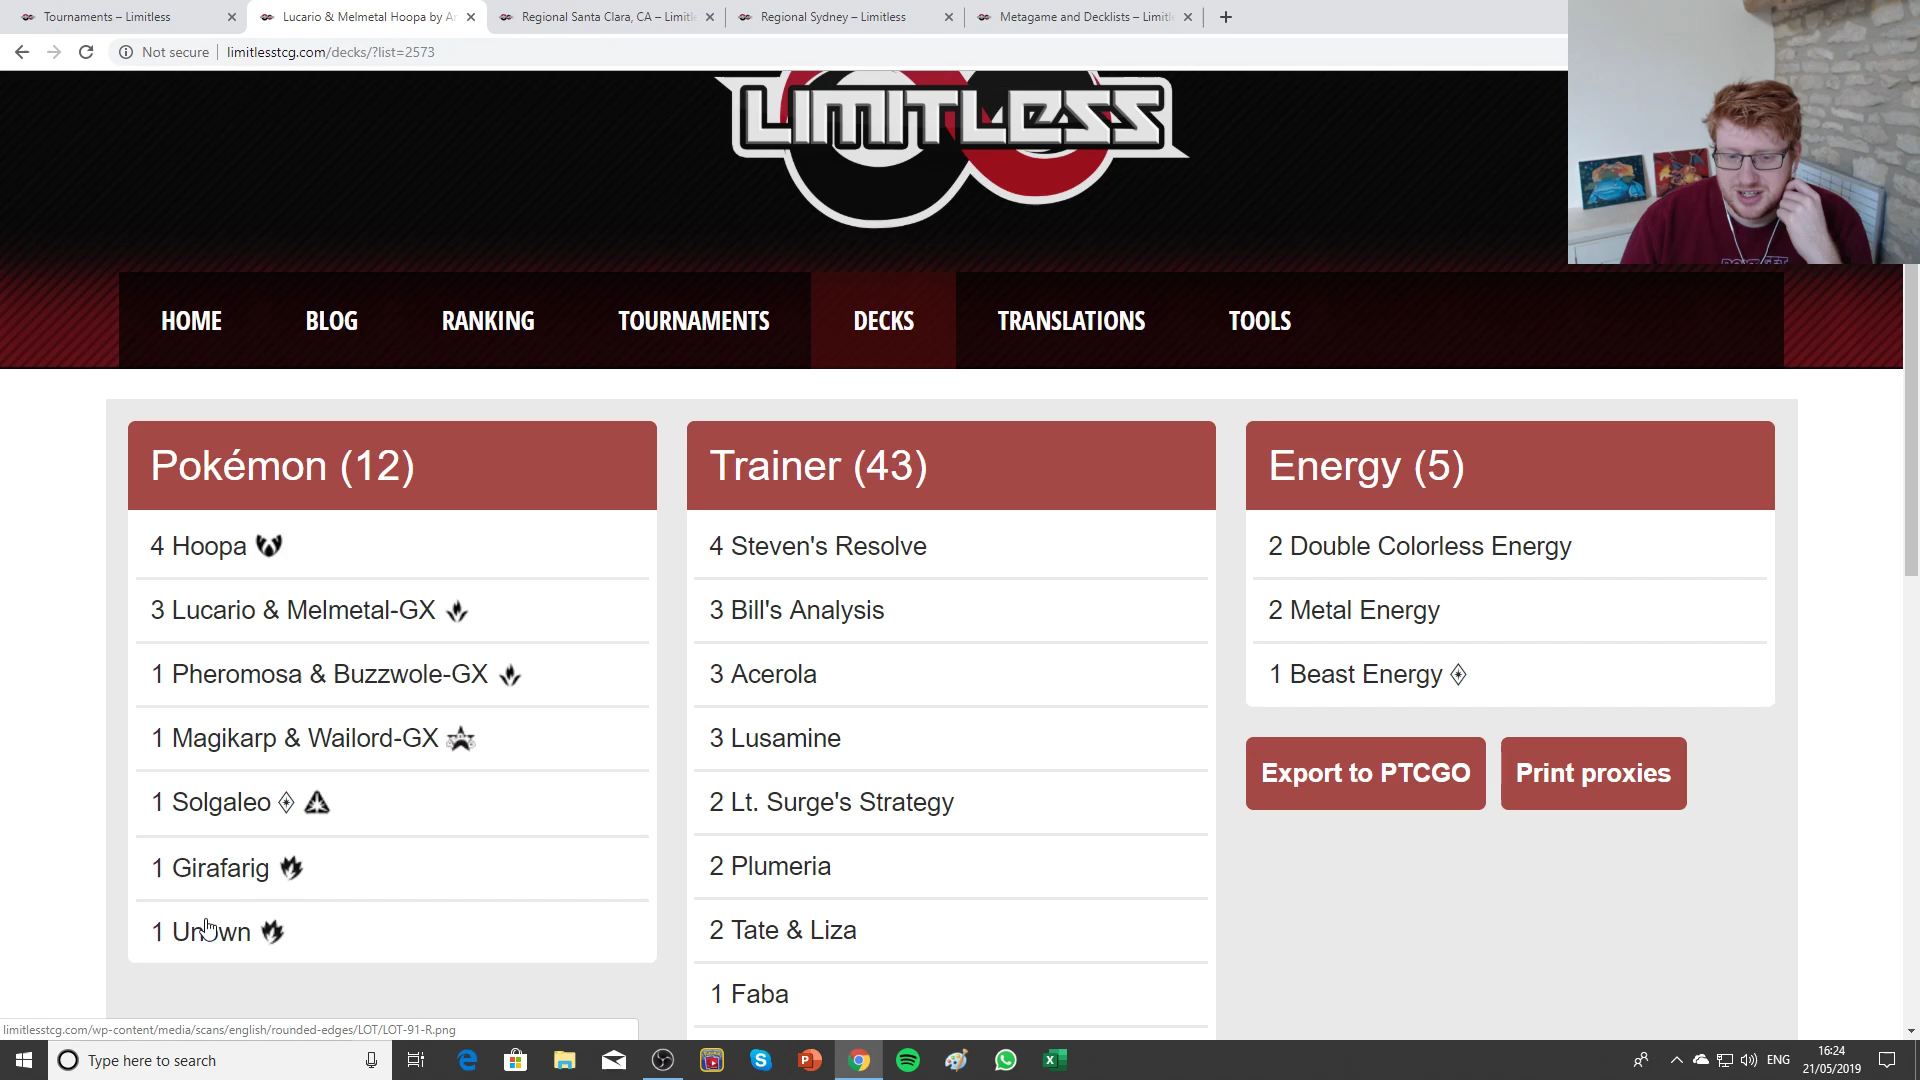 Tournaments – Limitless
Lucario & Melmetal Hoopa by Ar
Regional Santa Clara, CA – Limitl
Regional Sydney – Limitless
Metagame and Decklists – Limitl
Not secure
limitlesstcg.com/decks/?list=2573
LIMITLESS
HOME
BLOG
RANKING
TOURNAMENTS
DECKS
TRANSLATIONS
TOOLS
Pokémon (12)
4 Hoopa
3 Lucario & Melmetal-GX
1 Pheromosa & Buzzwole-GX
1 Magikarp & Wailord-GX
1 Solgaleo
1 Girafarig
1 Unown
Trainer (43)
4 Steven's Resolve
3 Bill's Analysis
3 Acerola
3 Lusamine
2 Lt. Surge's Strategy
2 Plumeria
2 Tate & Liza
1 Faba
Energy (5)
2 Double Colorless Energy
2 Metal Energy
1 Beast Energy
Export to PTCGO
Print proxies
limitlesstcg.com/wp-content/media/scans/english/rounded-edges/LOT/LOT-91-R.png
Type here to search
ENG
16:24
21/05/2019